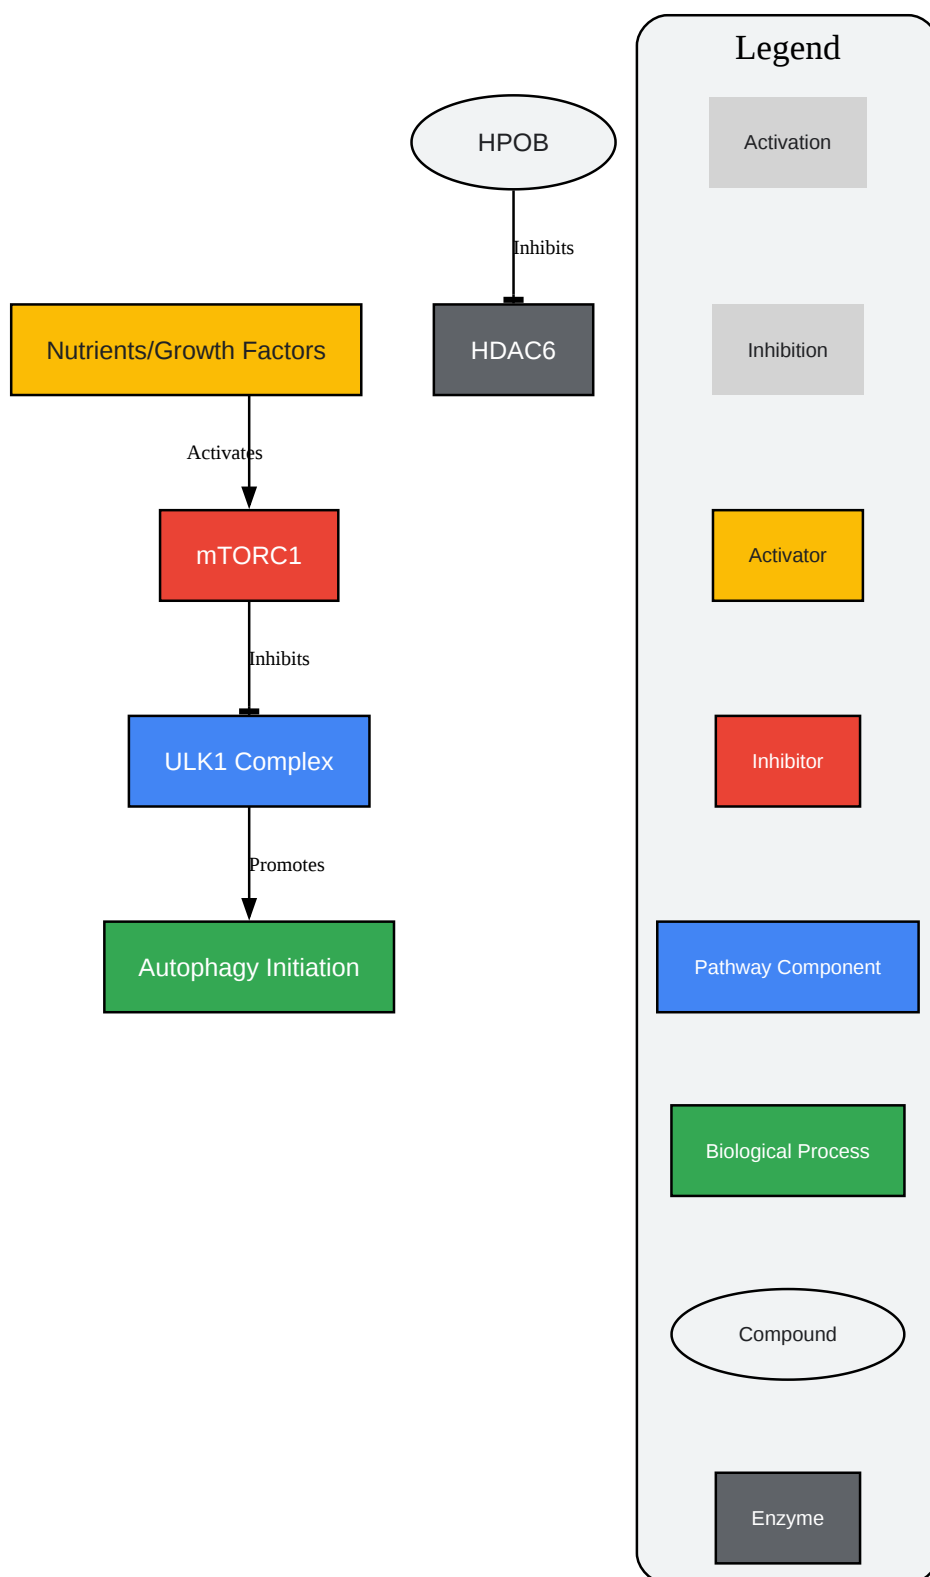 HPOB
Inhibits
HDAC6
Nutrients/Growth Factors
Activates
mTORC1
Inhibits
ULK1 Complex
Promotes
Autophagy Initiation
Legend
Activation
Inhibition
Activator
Inhibitor
Pathway Component
Biological Process
Compound
Enzyme